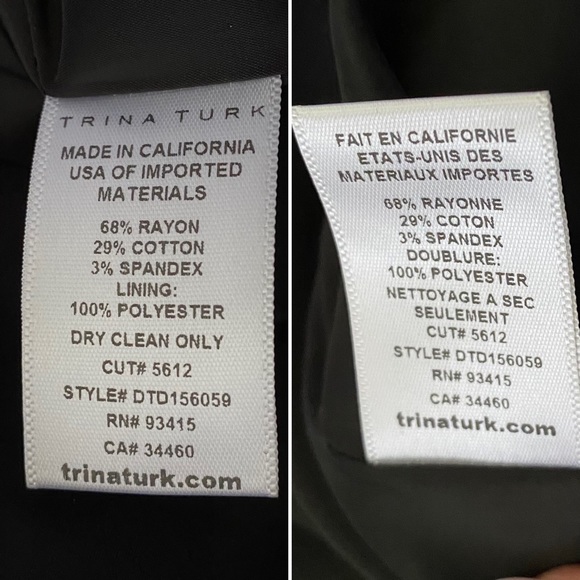 TRINA TURK
MADE IN CALIFORNIA
USA OF IMPORTED
MATERIALS
68% RAYON
29% COTTON
3% SPANDEX
LINING:
100% POLYESTER
DRY CLEAN ONLY
CUT# 5612
STYLE# DTD156059
RN# 93415
CA# 34460
trinaturk.com
FAIT EN CALIFORNIE
ETATS-UNIS DES
MATERIAUX IMPORTES
68% RAYONNE
29% COTON
3% SPANDEX
DOUBLURE:
100% POLYESTER
NETTOYAGE A SEC
SEULEMENT
CUT# 5612
STYLE# DTD156059
RN# 93415
CA# 34460
trinaturk.com